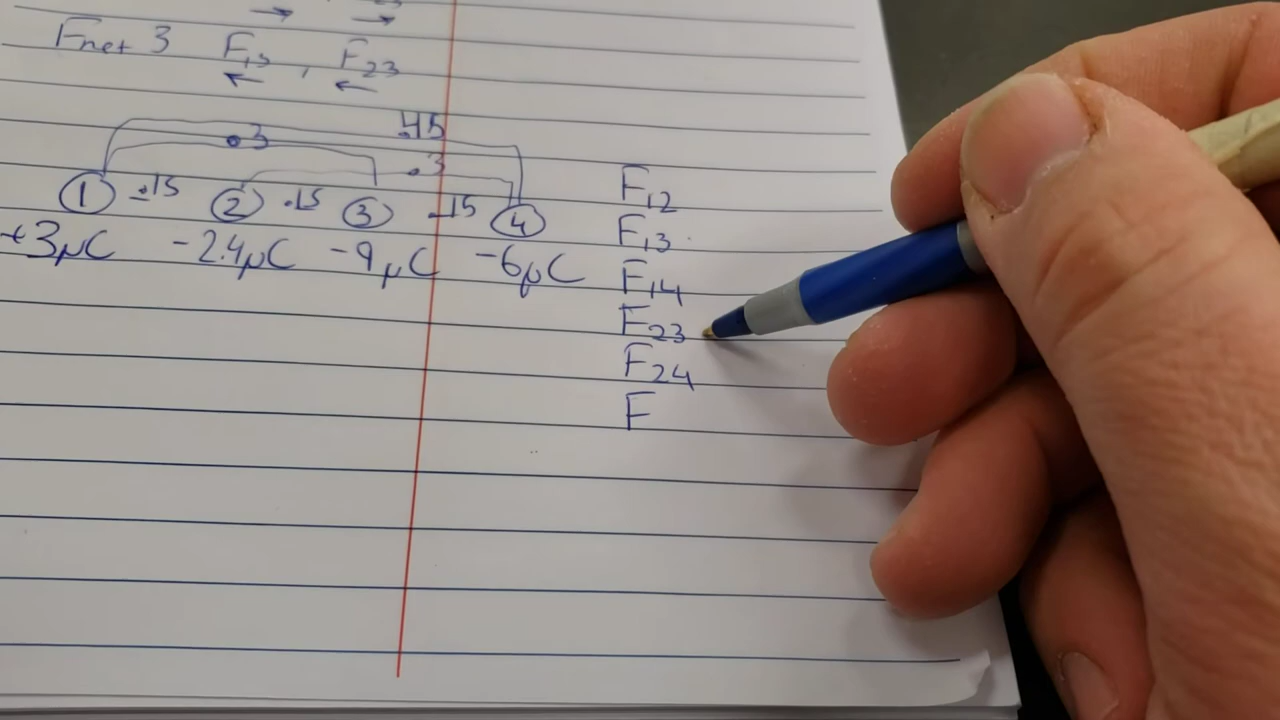 → →
Fnet 3 F13 , F23
← ←
.45
.3 .3
1 .15 2 .15 3 .15 4
+3μC -2.4μC -9μC -6μC
F12
F13
F14
F23
F24
F